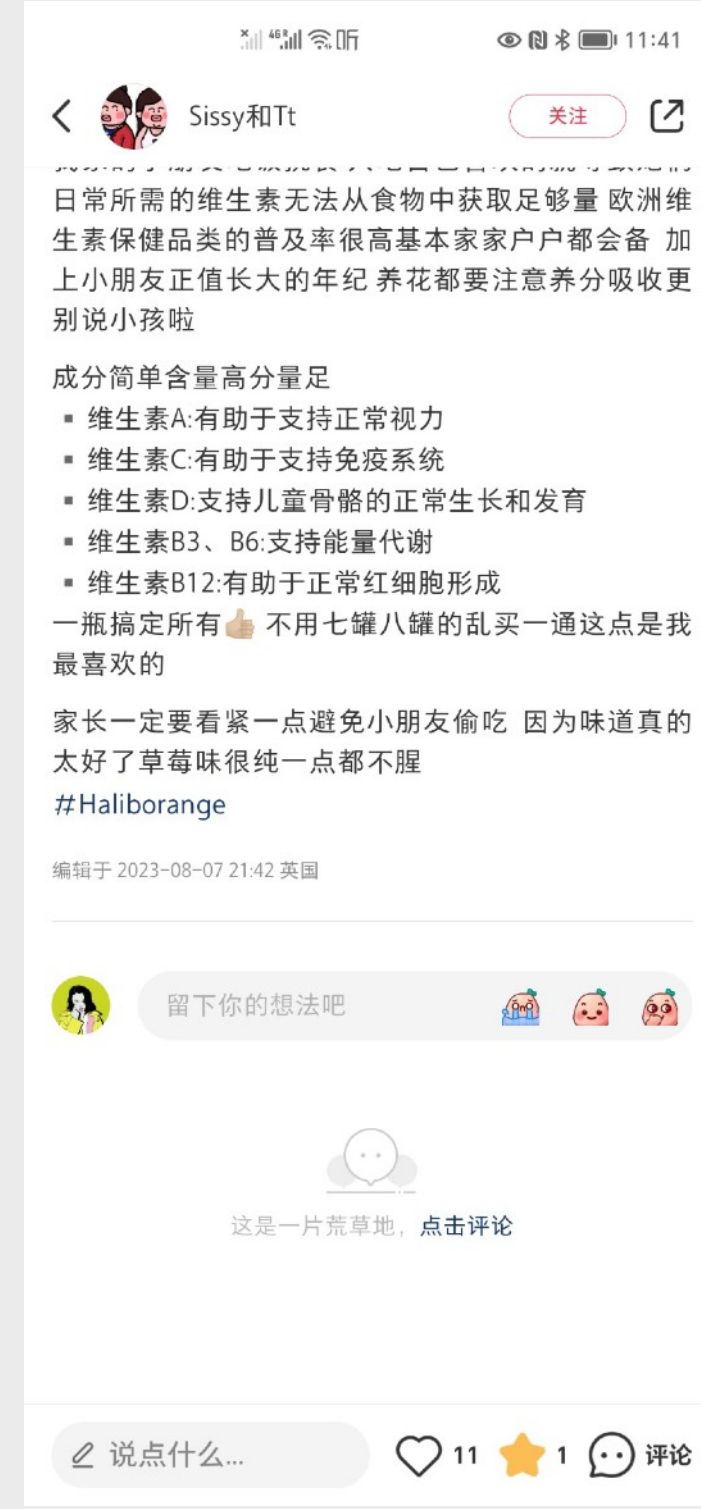 听 11:41
Sissy和Tt 关注
日常所需的维生素无法从食物中获取足够量 欧洲维
生素保健品类的普及率很高基本家家户户都会备 加
上小朋友正值长大的年纪 养花都要注意养分吸收更
别说小孩啦
成分简单含量高分量足
▪ 维生素A:有助于支持正常视力
▪ 维生素C:有助于支持免疫系统
▪ 维生素D:支持儿童骨骼的正常生长和发育
▪ 维生素B3、B6:支持能量代谢
▪ 维生素B12:有助于正常红细胞形成
一瓶搞定所有👍🏼 不用七罐八罐的乱买一通这点是我
最喜欢的
家长一定要看紧一点避免小朋友偷吃 因为味道真的
太好了草莓味很纯一点都不腥
#Haliborange
编辑于 2023-08-07 21:42 英国
留下你的想法吧
这是一片荒草地，点击评论
说点什么... 11 1 评论